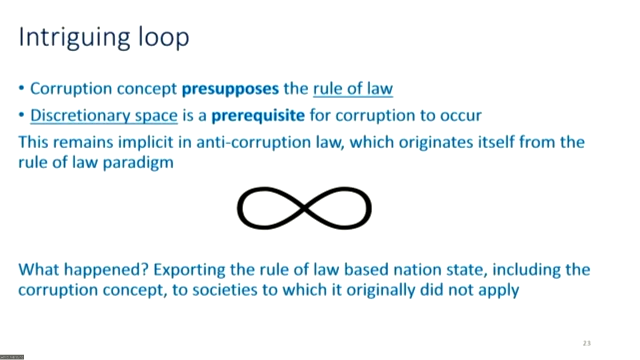 Intriguing loop
• Corruption concept presupposes the rule of law
• Discretionary space is a prerequisite for corruption to occur
This remains implicit in anti-corruption law, which originates itself from the
rule of law paradigm
What happened? Exporting the rule of law based nation state, including the
corruption concept, to societies to which it originally did not apply
23